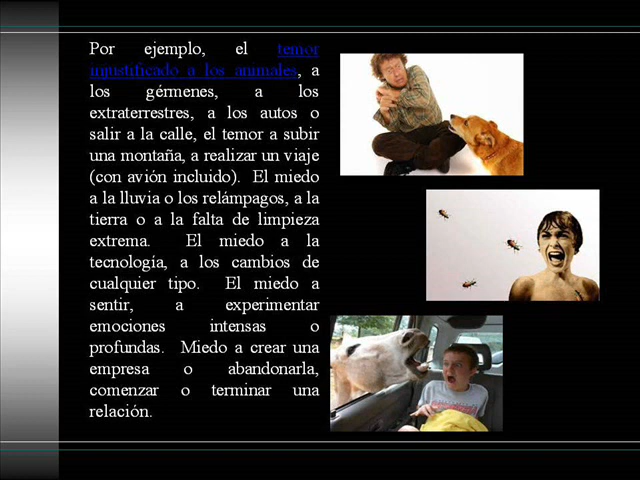 Por ejemplo, el temor
injustificado a los animales, a
los gérmenes, a los
extraterrestres, a los autos o
salir a la calle, el temor a subir
una montaña, a realizar un viaje
(con avión incluido). El miedo
a la lluvia o los relámpagos, a la
tierra o a la falta de limpieza
extrema. El miedo a la
tecnología, a los cambios de
cualquier tipo. El miedo a
sentir, a experimentar
emociones intensas o
profundas. Miedo a crear una
empresa o abandonarla,
comenzar o terminar una
relación.